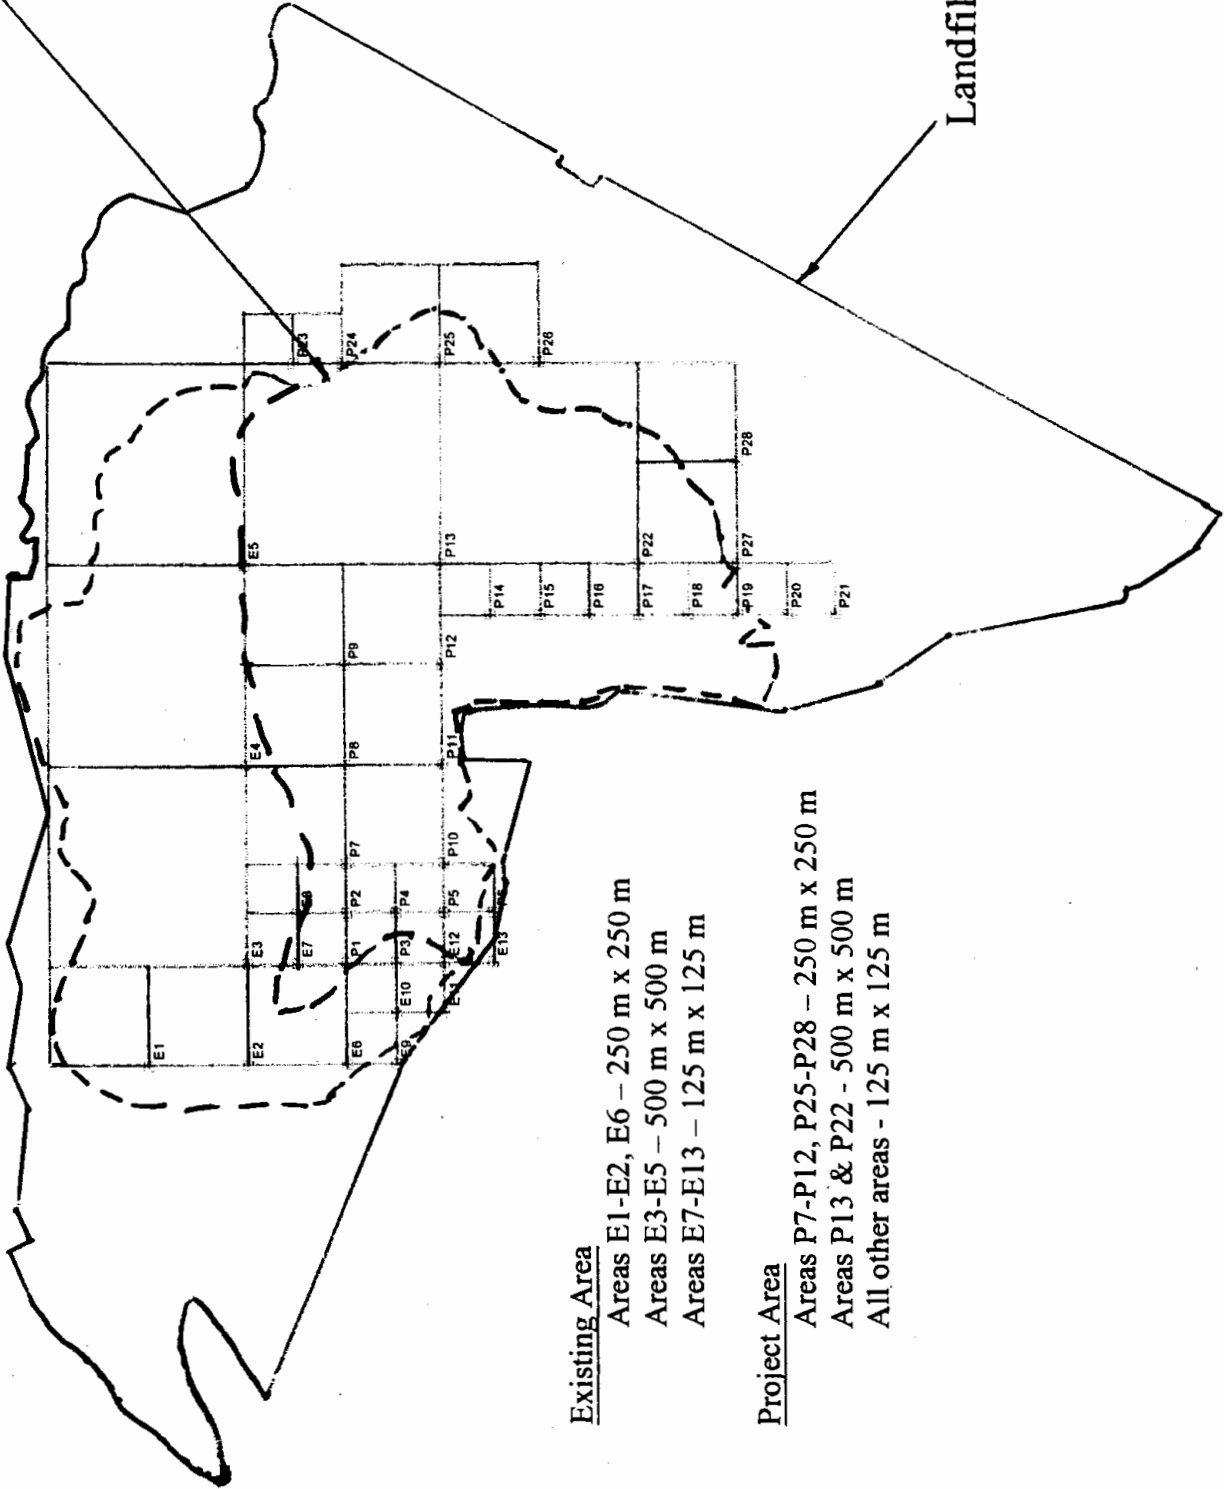 Landfil
P23
P24
P25
P26
E5
P13
P22
P28
P27
P14
P15
P16
P17
P18
P19
P20
P21
P9
P12
E4
P8
P11
P7
P10
E8
P2
P4
P5
E3
E7
P1
P3
E12
E13
E10
E11
E1
E2
E6
E9
Existing Area
Areas E1-E2, E6 – 250 m x 250 m
Areas E3-E5 – 500 m x 500 m
Areas E7-E13 – 125 m x 125 m
Project Area
Areas P7-P12, P25-P28 – 250 m x 250 m
Areas P13 & P22 - 500 m x 500 m
All other areas - 125 m x 125 m